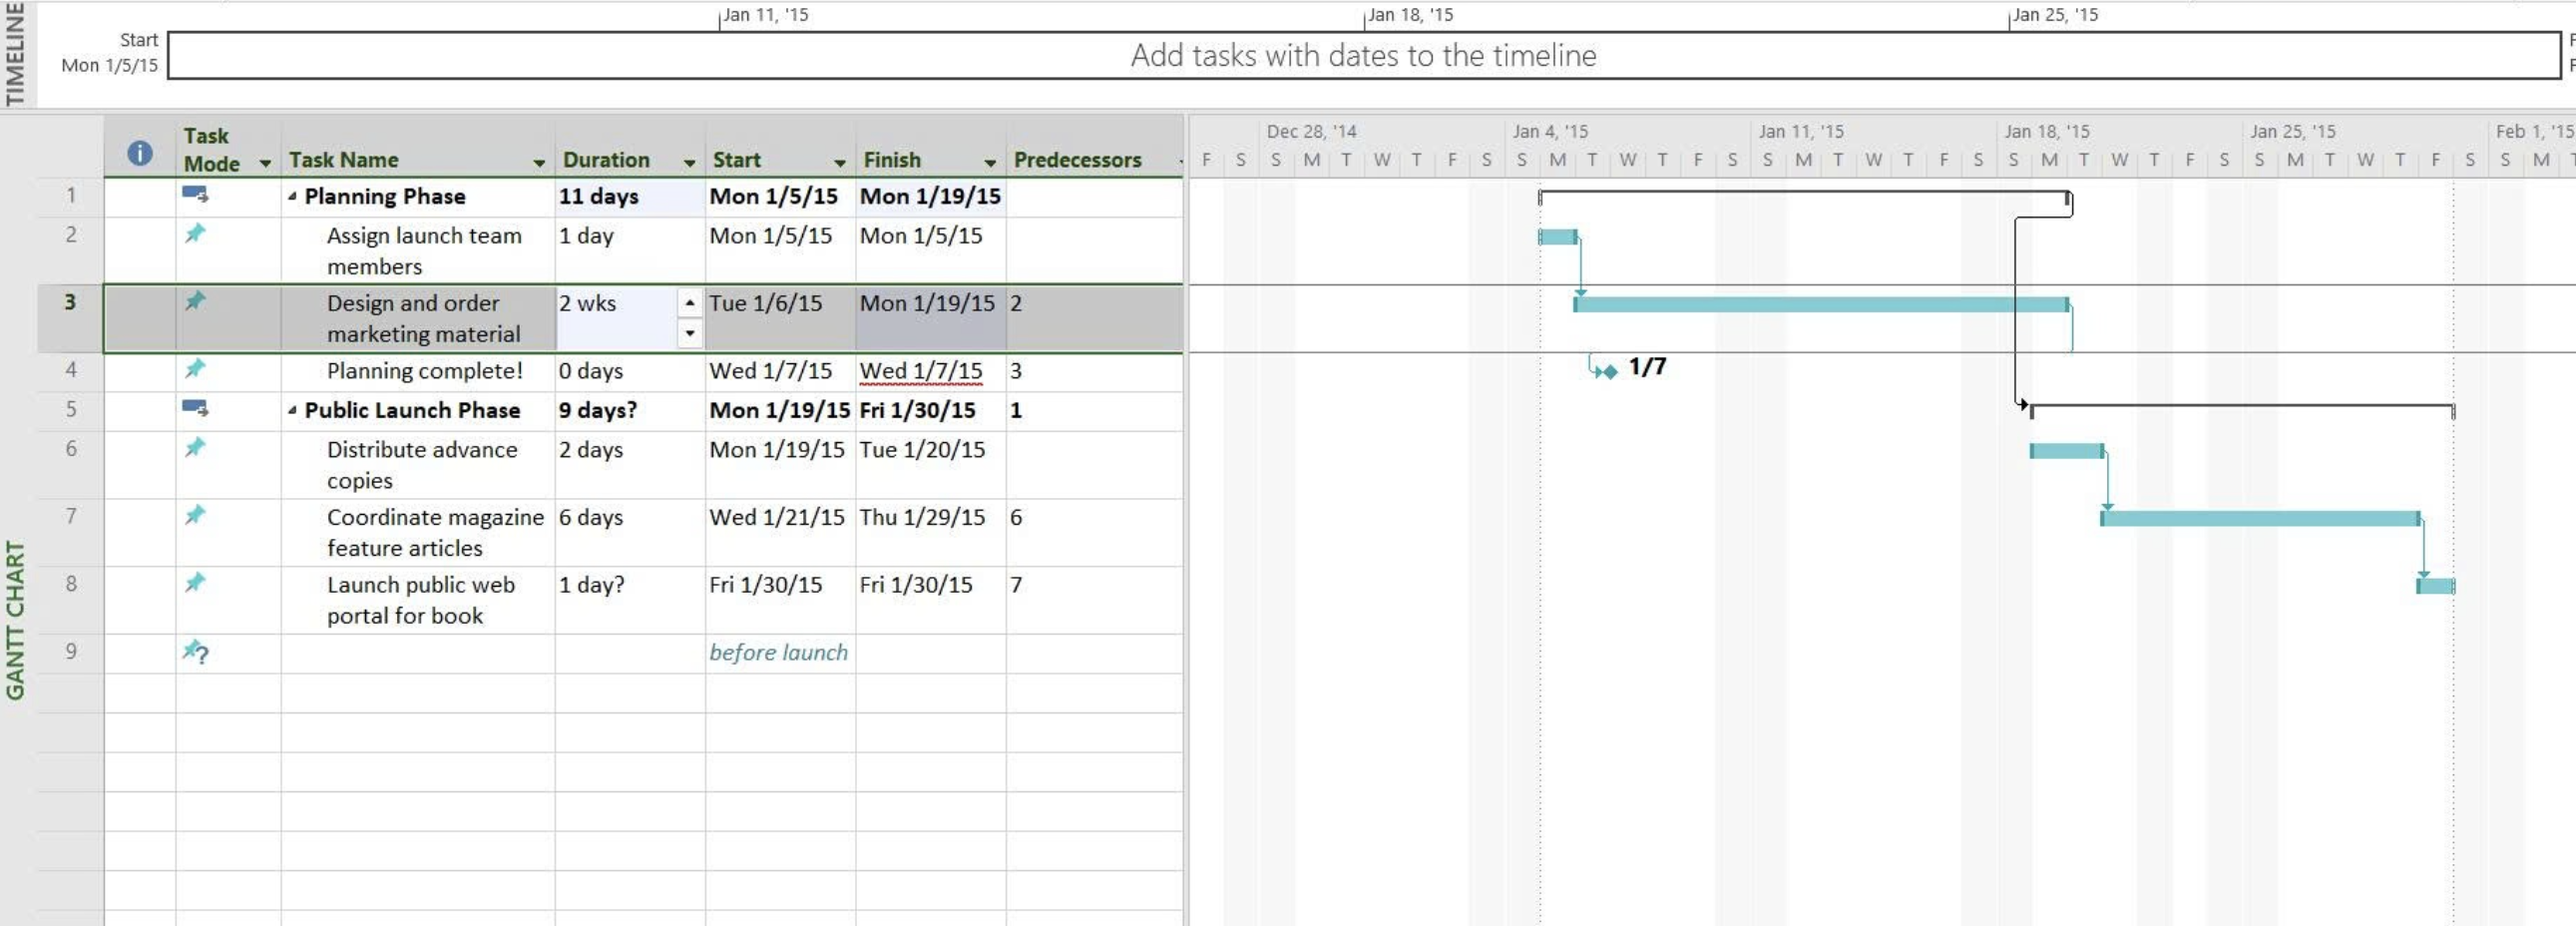 TIMELINE
Jan 11, '15 Jan 18, '15 Jan 25, '15
Start
Mon 1/5/15
Add tasks with dates to the timeline
F
F
GANTT CHART
Task Mode Task Name Duration Start Finish Predecessors
Dec 28, '14 Jan 4, '15 Jan 11, '15 Jan 18, '15 Jan 25, '15 Feb 1, '15
F S S M T W T F S S M T W T F S S M T W T F S S M T W T F S S M T W T F S S M T
1 Planning Phase 11 days Mon 1/5/15 Mon 1/19/15
2 Assign launch team members 1 day Mon 1/5/15 Mon 1/5/15
3 Design and order marketing material 2 wks Tue 1/6/15 Mon 1/19/15 2
4 Planning complete! 0 days Wed 1/7/15 Wed 1/7/15 3
1/7
5 Public Launch Phase 9 days? Mon 1/19/15 Fri 1/30/15 1
6 Distribute advance copies 2 days Mon 1/19/15 Tue 1/20/15
7 Coordinate magazine feature articles 6 days Wed 1/21/15 Thu 1/29/15 6
8 Launch public web portal for book 1 day? Fri 1/30/15 Fri 1/30/15 7
9 ? before launch